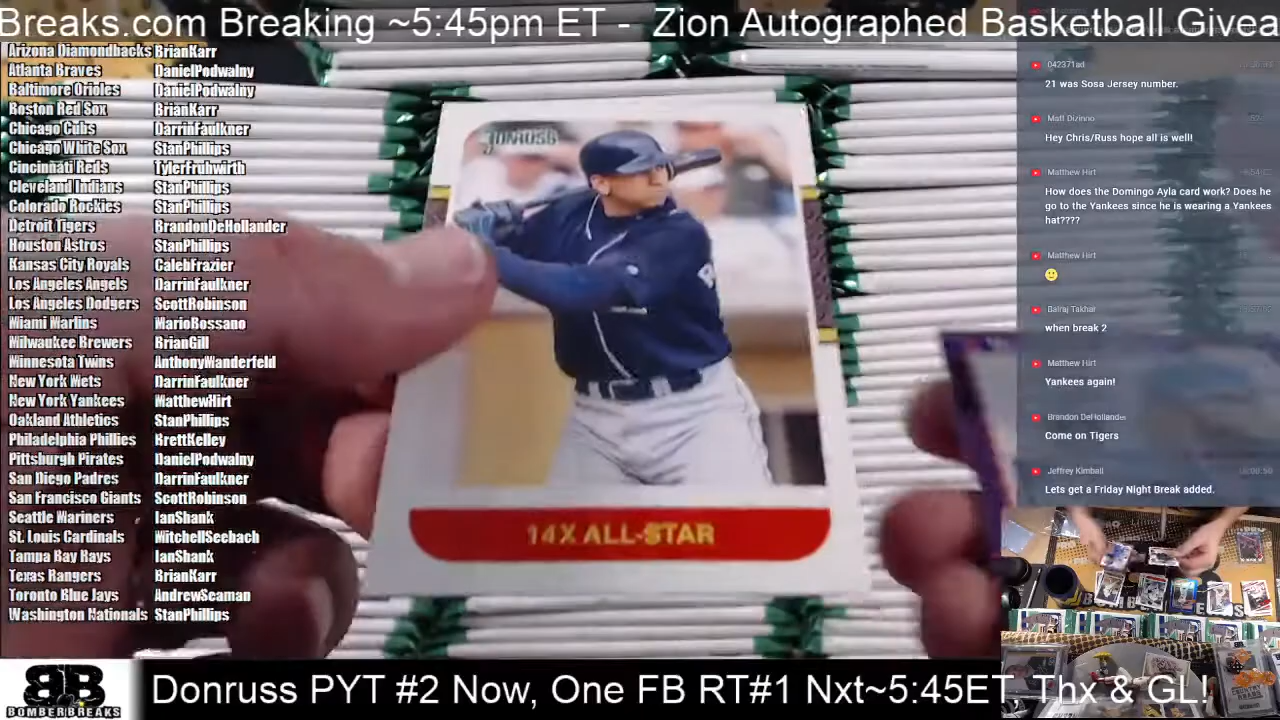 Breaks.com Breaking ~5:45pm ET - Zion Autographed Basketball Givea
Arizona Diamondbacks BrianKarr
Atlanta Braves DanielPodwalny
Baltimore Orioles DanielPodwalny
Boston Red Sox BrianKarr
Chicago Cubs DarrinFaulkner
Chicago White Sox StanPhillips
Cincinnati Reds TylerFruhwirth
Cleveland Indians StanPhillips
Colorado Rockies StanPhillips
Detroit Tigers BrandonDeHollander
Houston Astros StanPhillips
Kansas City Royals CalebFrazier
Los Angeles Angels DarrinFaulkner
Los Angeles Dodgers ScottRobinson
Miami Marlins MarioRossano
Milwaukee Brewers BrianGill
Minnesota Twins AnthonyWanderfeld
New York Mets DarrinFaulkner
New York Yankees MatthewHirt
Oakland Athletics StanPhillips
Philadelphia Phillies BrettKelley
Pittsburgh Pirates DanielPodwalny
San Diego Padres DarrinFaulkner
San Francisco Giants ScottRobinson
Seattle Mariners IanShank
St. Louis Cardinals MitchellSeebach
Tampa Bay Rays IanShank
Texas Rangers BrianKarr
Toronto Blue Jays AndrewSeaman
Washington Nationals StanPhillips
DONRUSS
14X ALL-STAR
042371ad
21 was Sosa Jersey number.
Matt Dizinno
Hey Chris/Russ hope all is well!
Matthew Hirt
How does the Domingo Ayla card work? Does he
go to the Yankees since he is wearing a Yankees
hat????
Matthew Hirt
🙂
Balraj Takhar
when break 2
Matthew Hirt
Yankees again!
Brandon DeHollander
Come on Tigers
Jeffrey Kimball
Lets get a Friday Night Break added.
BB
BOMBERBREAKS
Donruss PYT #2 Now, One FB RT#1 Nxt~5:45ET. Thx & GL!